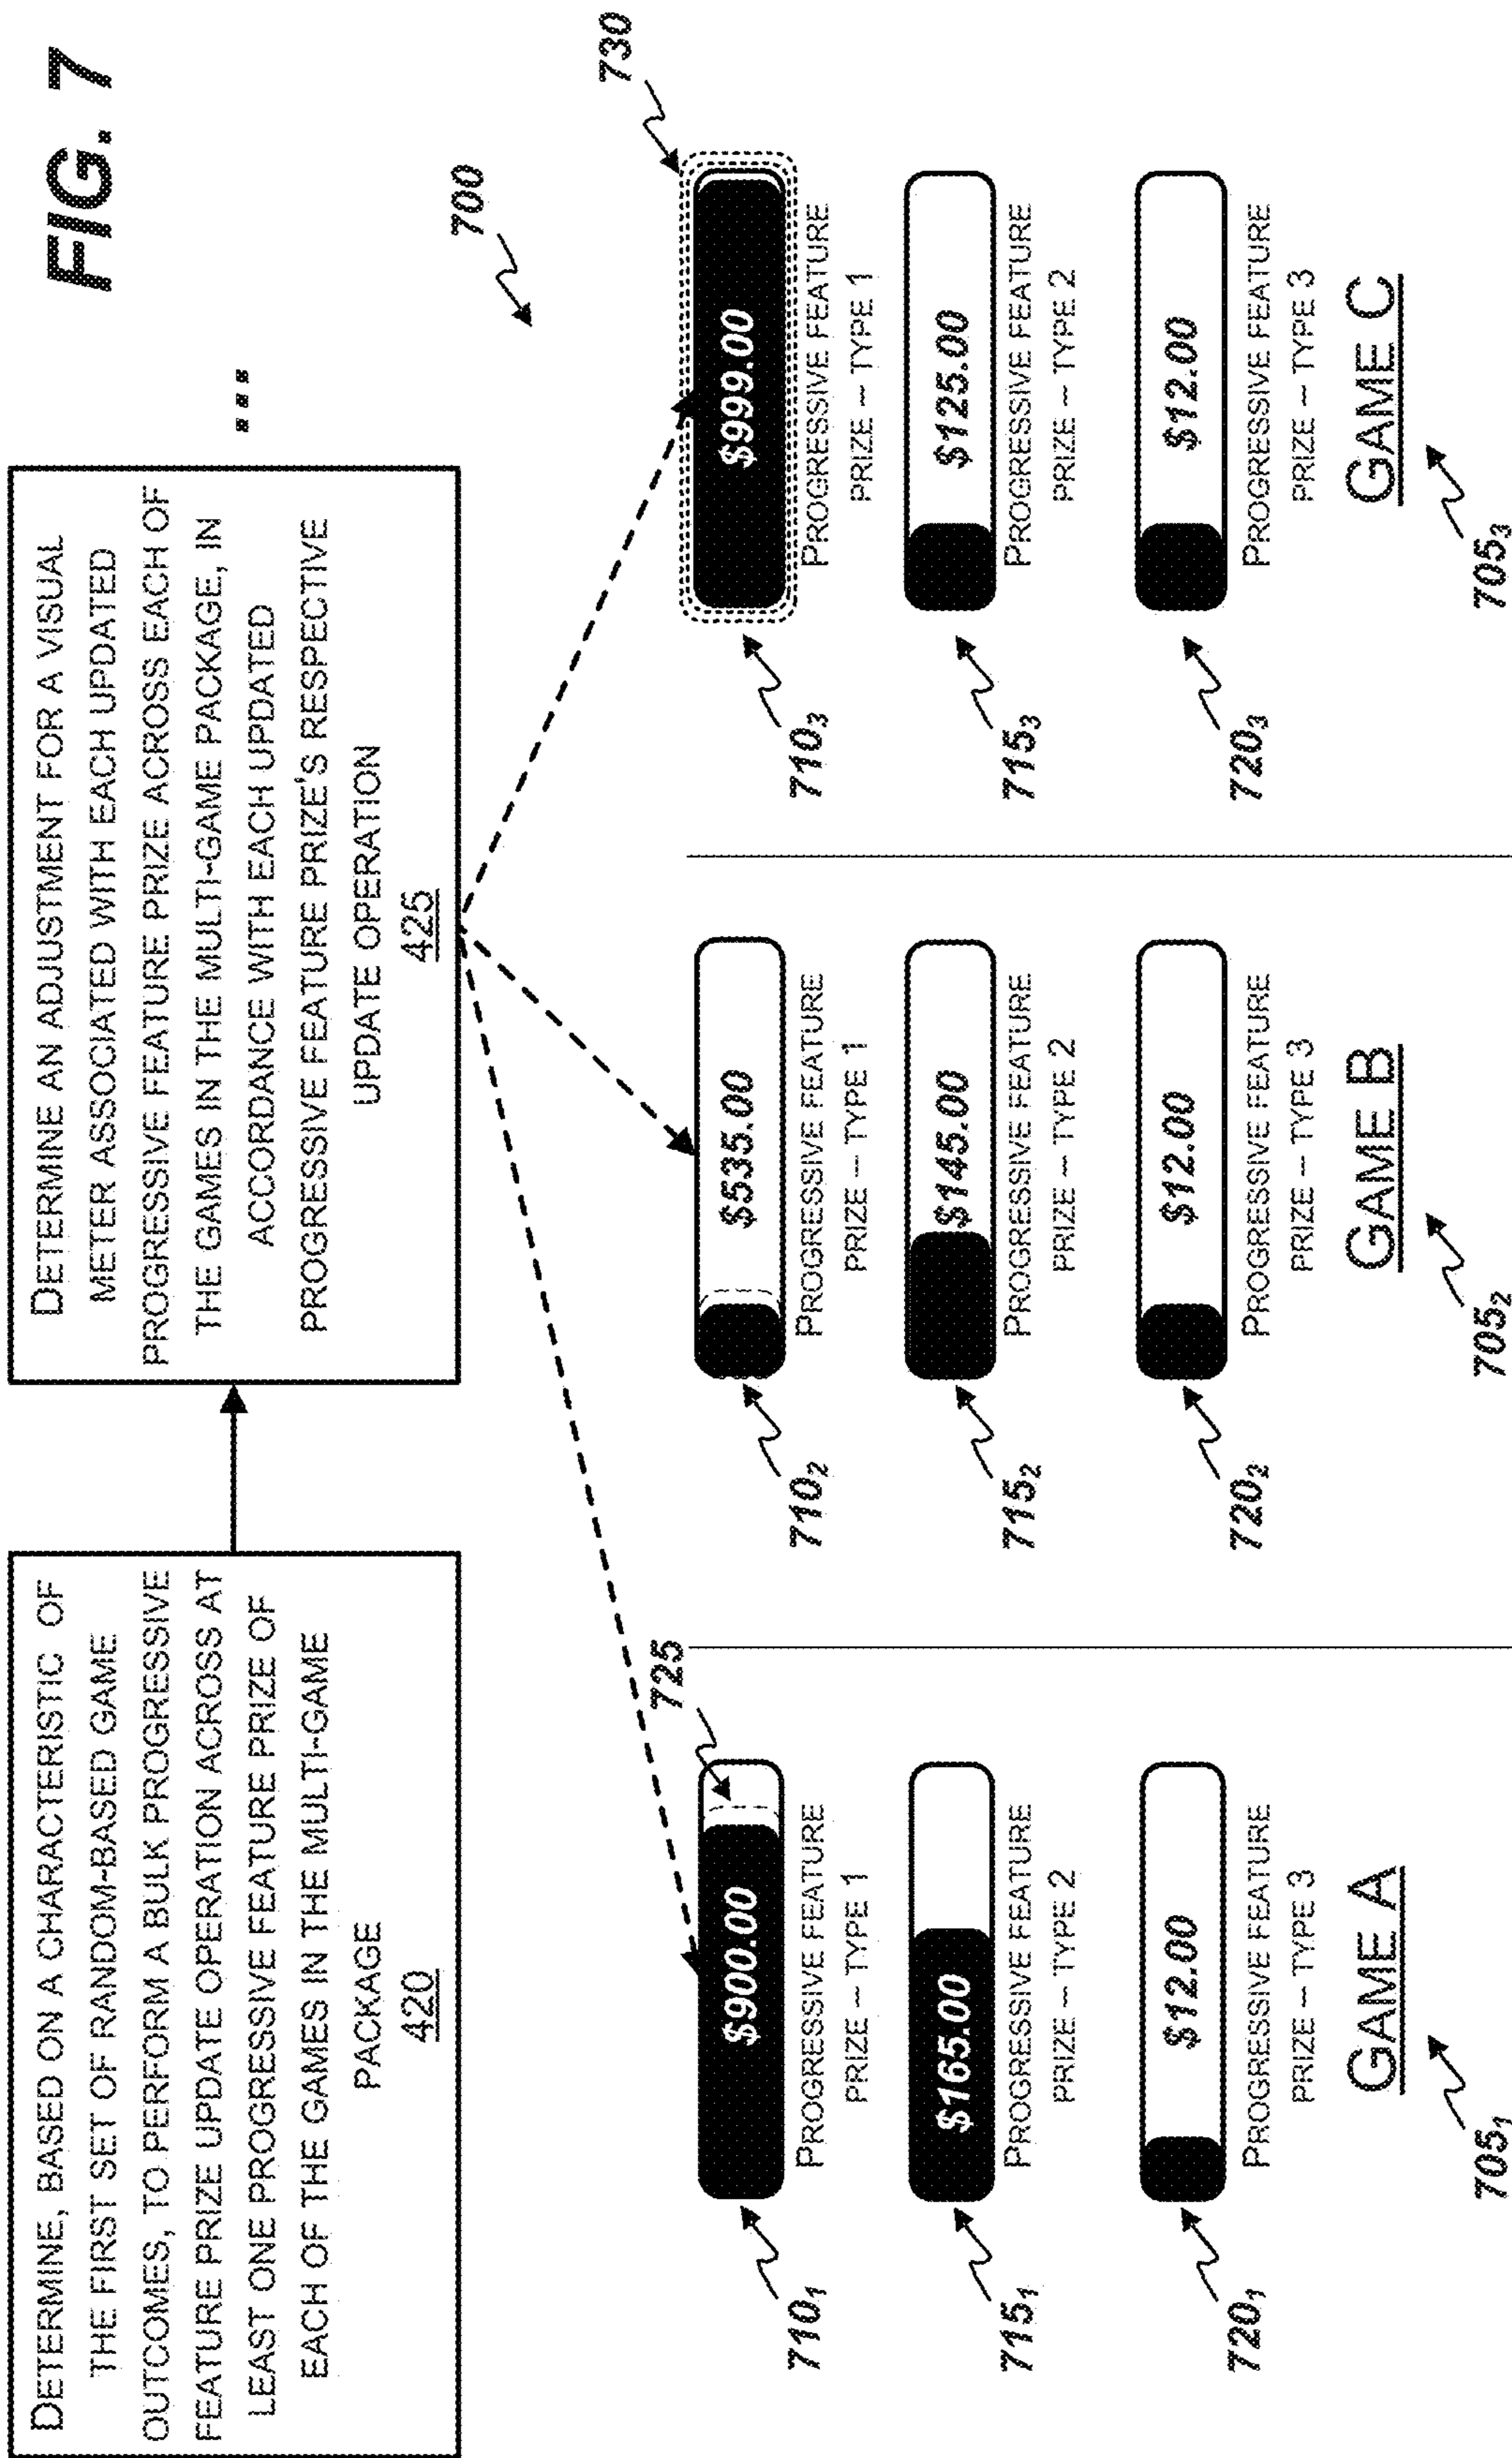 FIG. 7
DETERMINE, BASED ON A CHARACTERISTIC OF
THE FIRST SET OF RANDOM-BASED GAME
OUTCOMES, TO PERFORM A BULK PROGRESSIVE
FEATURE PRIZE UPDATE OPERATION ACROSS AT
LEAST ONE PROGRESSIVE FEATURE PRIZE OF
EACH OF THE GAMES IN THE MULTI-GAME
PACKAGE
420
DETERMINE AN ADJUSTMENT FOR A VISUAL
METER ASSOCIATED WITH EACH UPDATED
PROGRESSIVE FEATURE PRIZE ACROSS EACH OF
THE GAMES IN THE MULTI-GAME PACKAGE, IN
ACCORDANCE WITH EACH UPDATED
PROGRESSIVE FEATURE PRIZE'S RESPECTIVE
UPDATE OPERATION
425
...
700
725
710₁
$900.00
PROGRESSIVE FEATURE
PRIZE – TYPE 1
715₁
$165.00
PROGRESSIVE FEATURE
PRIZE – TYPE 2
720₁
$12.00
PROGRESSIVE FEATURE
PRIZE – TYPE 3
GAME A
705₁
710₂
$535.00
PROGRESSIVE FEATURE
PRIZE – TYPE 1
715₂
$145.00
PROGRESSIVE FEATURE
PRIZE – TYPE 2
720₂
$12.00
PROGRESSIVE FEATURE
PRIZE – TYPE 3
GAME B
705₂
730
710₃
$999.00
PROGRESSIVE FEATURE
PRIZE – TYPE 1
715₃
$125.00
PROGRESSIVE FEATURE
PRIZE – TYPE 2
720₃
$12.00
PROGRESSIVE FEATURE
PRIZE – TYPE 3
GAME C
705₃